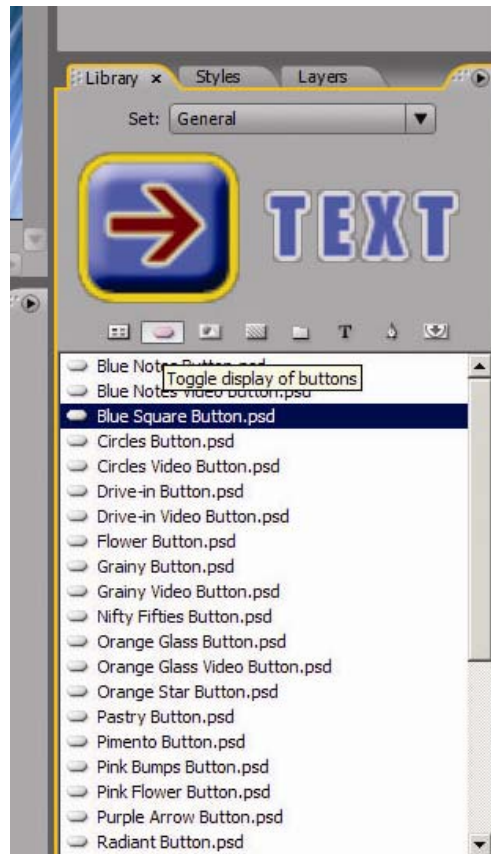 Library × Styles Layers
Set: General
TEXT
T
Blue Notes Button.psd
Toggle display of buttons
Blue Notes Video Button.psd
Blue Square Button.psd
Circles Button.psd
Circles Video Button.psd
Drive-in Button.psd
Drive-in Video Button.psd
Flower Button.psd
Grainy Button.psd
Grainy Video Button.psd
Nifty Fifties Button.psd
Orange Glass Button.psd
Orange Glass Video Button.psd
Orange Star Button.psd
Pastry Button.psd
Pimento Button.psd
Pink Bumps Button.psd
Pink Flower Button.psd
Purple Arrow Button.psd
Radiant Button.psd